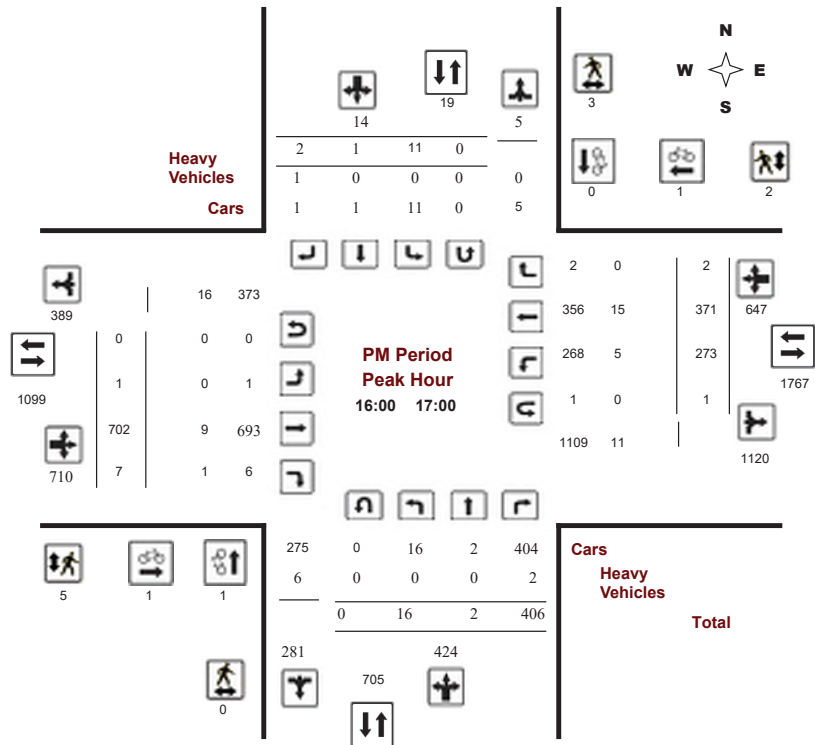 N
W E
S
19
3
14 5
2 1 11 0
Heavy
Vehicles
1 0 0 0 0
Cars
1 1 11 0 5
0 1 2
389
16 373
2 0 2
356 15 371 647
0 0 0
PM Period
Peak Hour
16:00 17:00
1 0 1
268 5 273
1099
1767
1 0 1
702 9 693
710
7 1 6
1109 11
1120
275 0 16 2 404
Cars
6 0 0 0 2
Heavy
Vehicles
5 1 1
0 16 2 406
Total
281 424
705
0